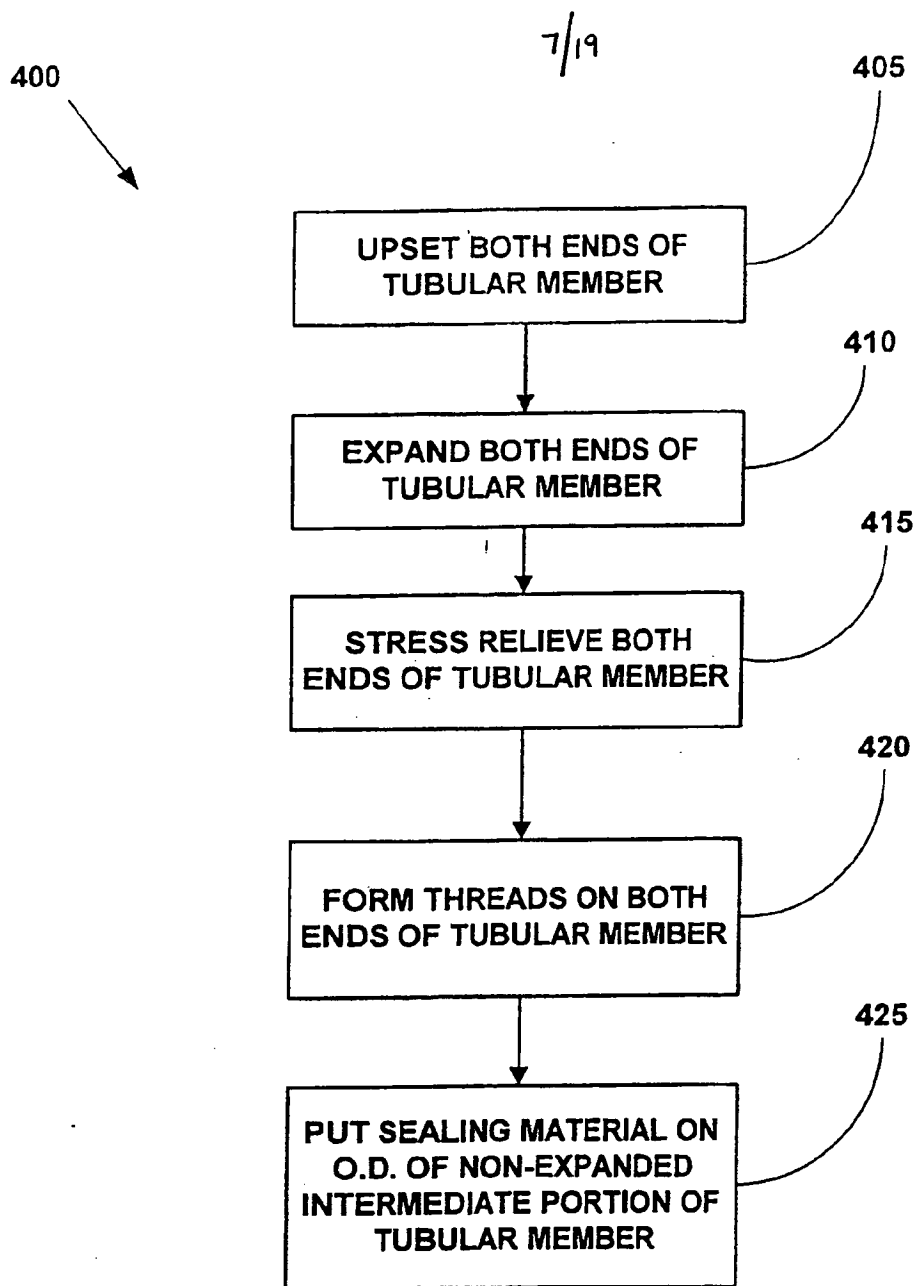 7/19
400
405
UPSET BOTH ENDS OF
TUBULAR MEMBER
410
EXPAND BOTH ENDS OF
TUBULAR MEMBER
415
STRESS RELIEVE BOTH
ENDS OF TUBULAR MEMBER
420
FORM THREADS ON BOTH
ENDS OF TUBULAR MEMBER
425
PUT SEALING MATERIAL ON
O.D. OF NON-EXPANDED
INTERMEDIATE PORTION OF
TUBULAR MEMBER